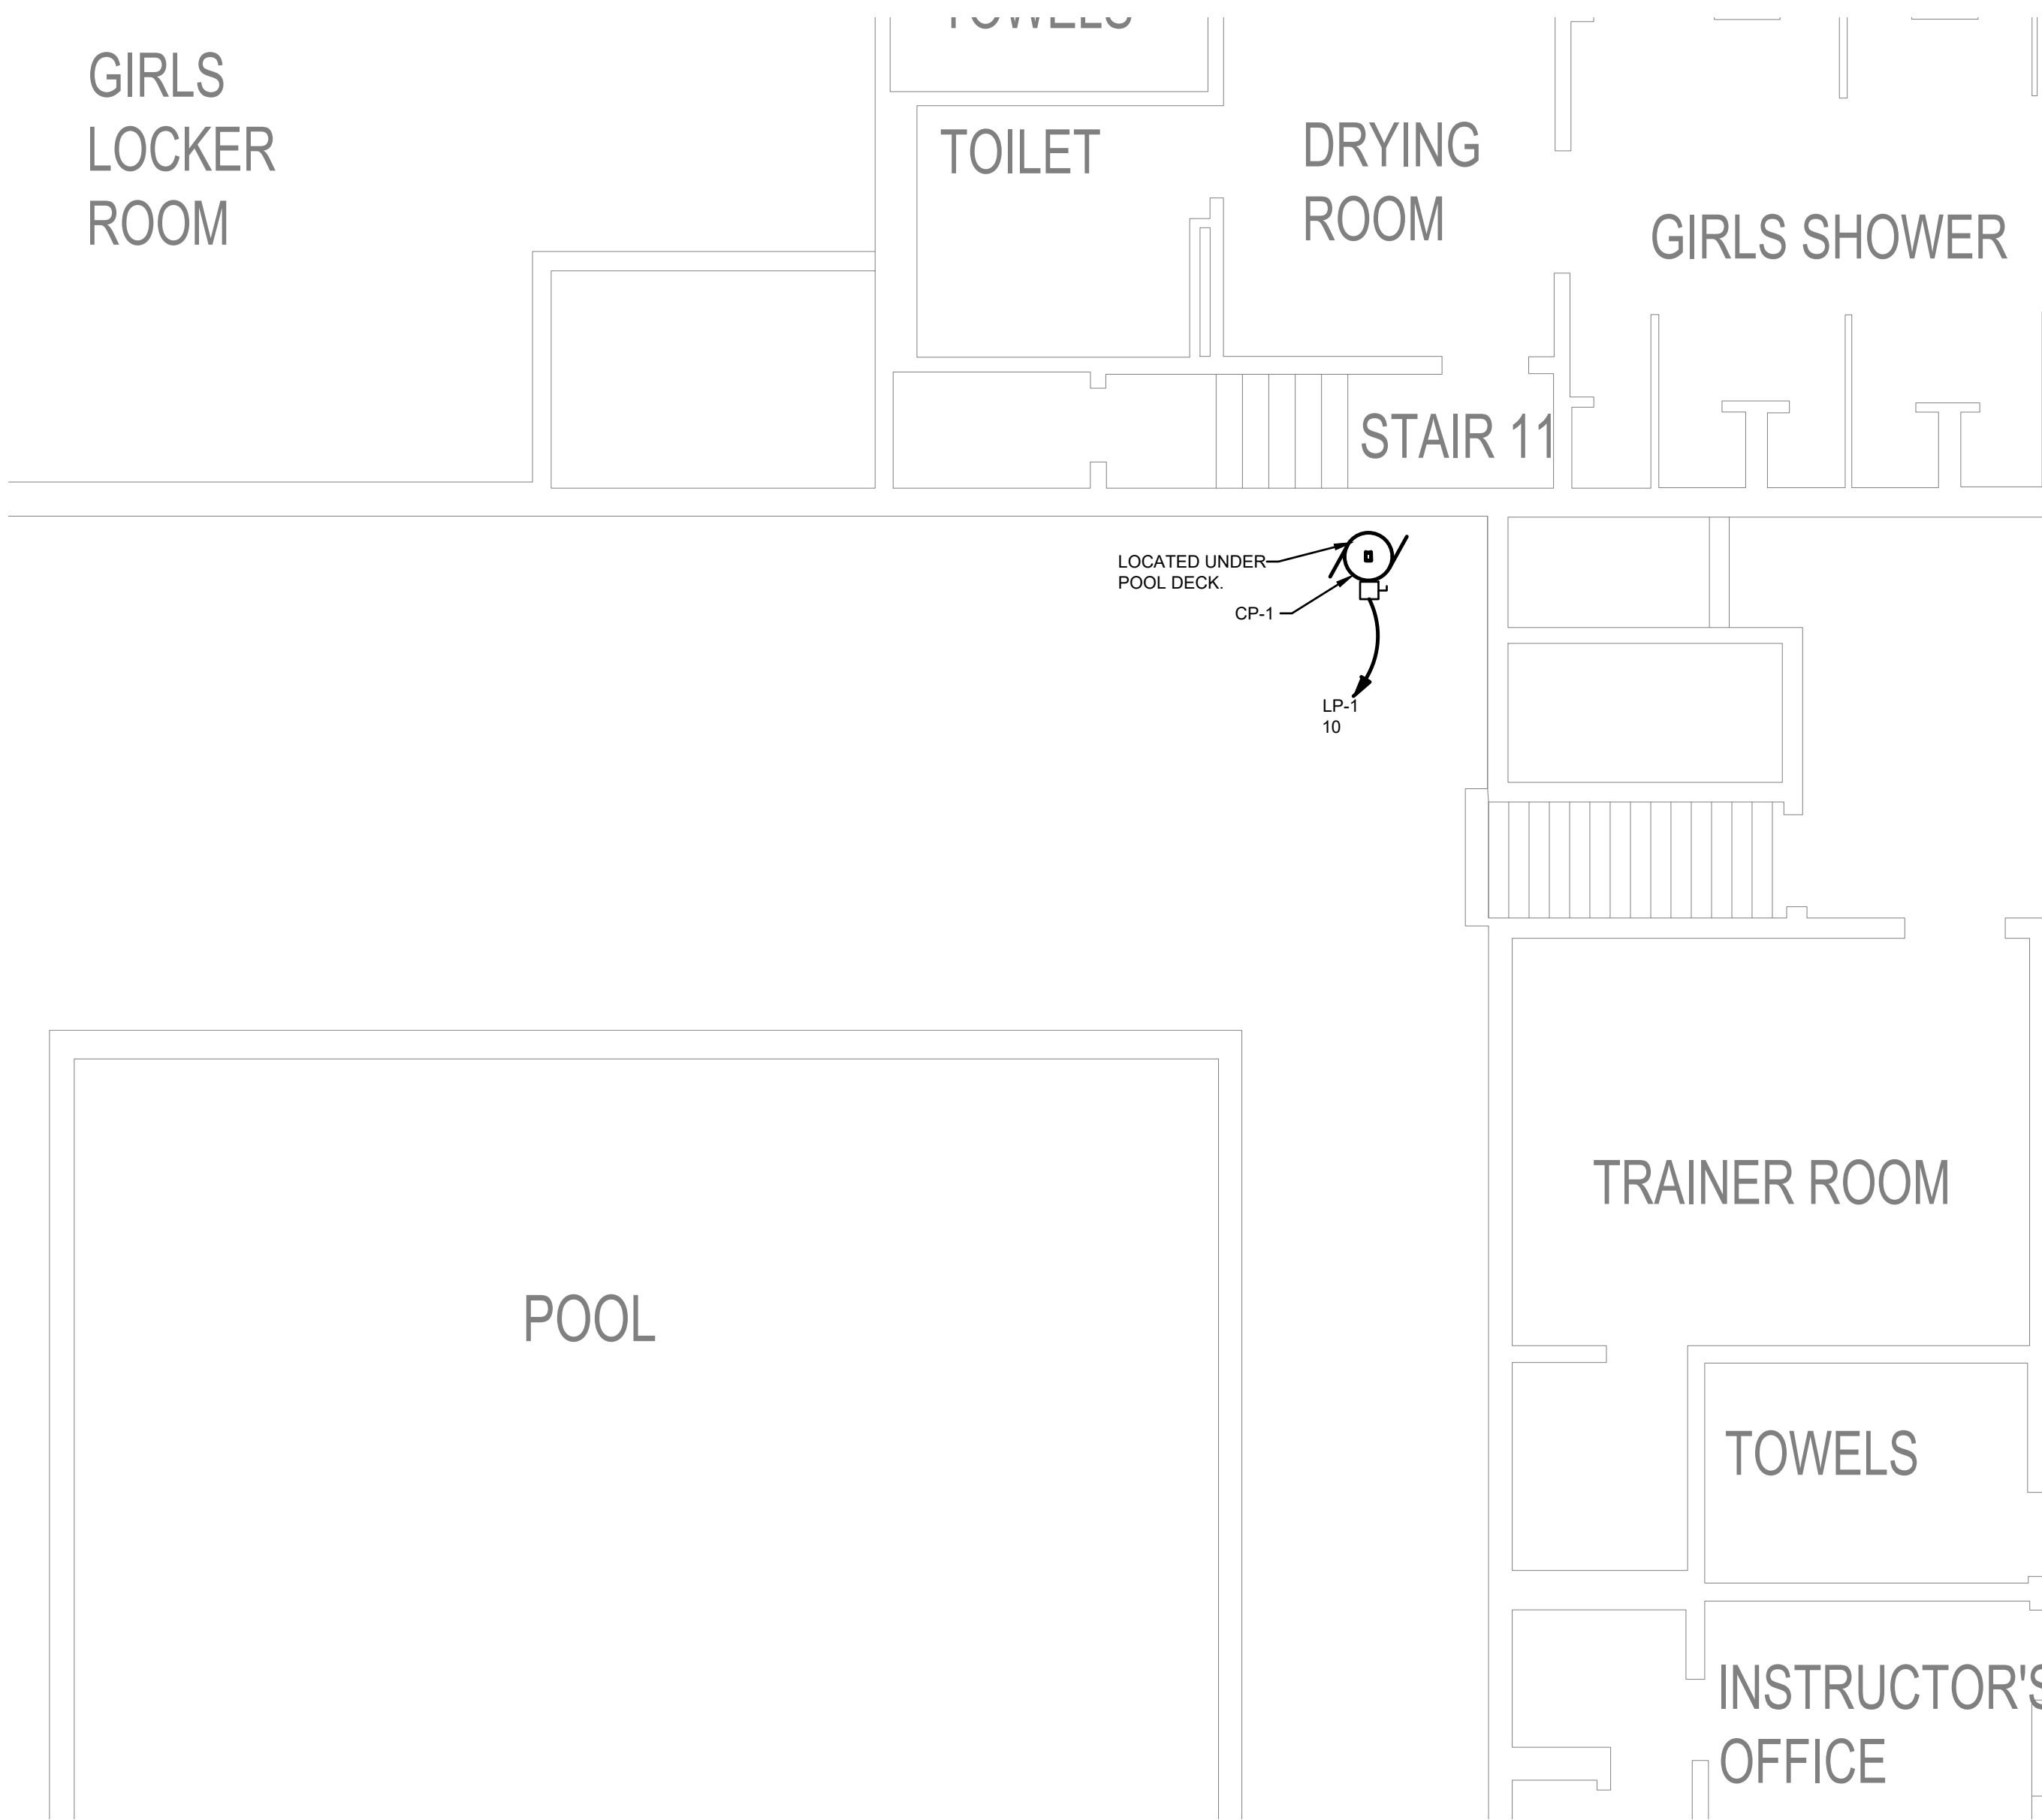 TOWELS
GIRLS
LOCKER
ROOM
TOILET
DRYING
ROOM
GIRLS SHOWER
STAIR 11
LOCATED UNDER
POOL DECK.
CP-1
LP-1
10
TRAINER ROOM
POOL
TOWELS
INSTRUCTOR'S
OFFICE